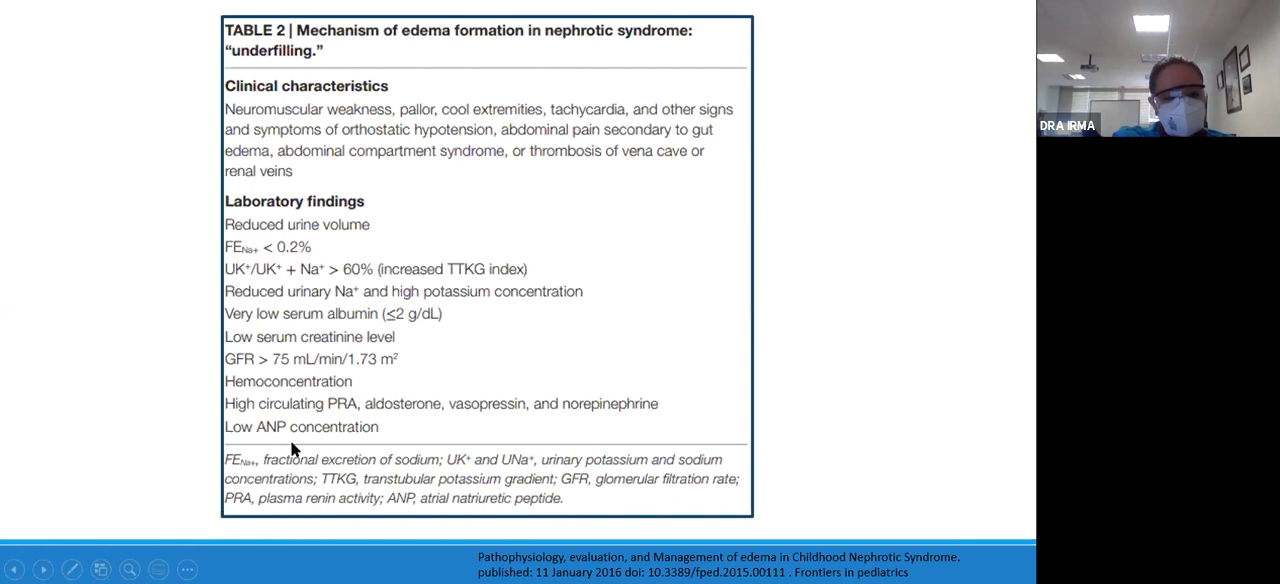 TABLE 2 | Mechanism of edema formation in nephrotic syndrome:
“underfilling.”
Clinical characteristics
Neuromuscular weakness, pallor, cool extremities, tachycardia, and other signs
and symptoms of orthostatic hypotension, abdominal pain secondary to gut
edema, abdominal compartment syndrome, or thrombosis of vena cave or
renal veins
Laboratory findings
Reduced urine volume
FENa+ < 0.2%
UK⁺/UK⁺ + Na⁺ > 60% (increased TTKG index)
Reduced urinary Na⁺ and high potassium concentration
Very low serum albumin (≤2 g/dL)
Low serum creatinine level
GFR > 75 mL/min/1.73 m²
Hemoconcentration
High circulating PRA, aldosterone, vasopressin, and norepinephrine
Low ANP concentration
FENa+, fractional excretion of sodium; UK⁺ and UNa⁺, urinary potassium and sodium
concentrations; TTKG, transtubular potassium gradient; GFR, glomerular filtration rate;
PRA, plasma renin activity; ANP, atrial natriuretic peptide.
Pathophysiology, evaluation, and Management of edema in Childhood Nephrotic Syndrome.
published: 11 January 2016 doi: 10.3389/fped.2015.00111 . Frontiers in pediatrics
DRA IRMA